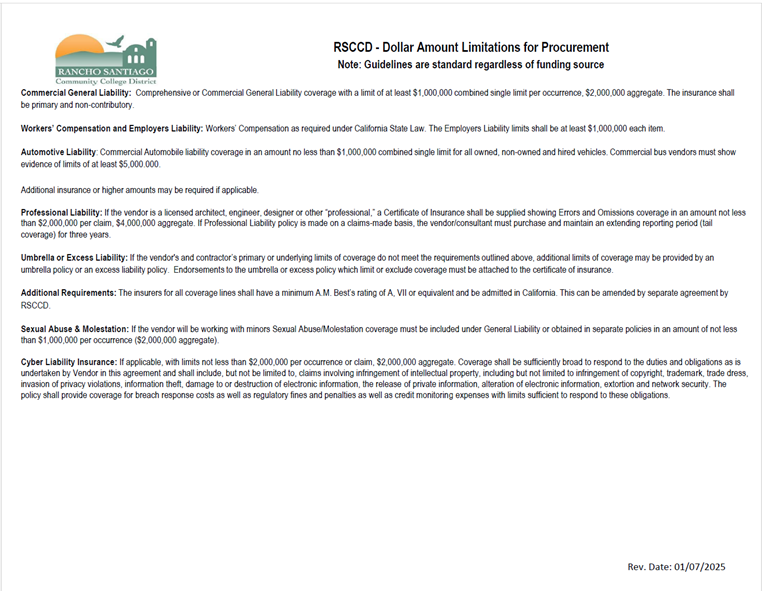 RANCHO SANTIAGO
Community College District
RSCCD - Dollar Amount Limitations for Procurement
Note: Guidelines are standard regardless of funding source
Commercial General Liability: Comprehensive or Commercial General Liability coverage with a limit of at least $1,000,000 combined single limit per occurrence, $2,000,000 aggregate. The insurance shall
be primary and non-contributory.
Workers' Compensation and Employers Liability: Workers' Compensation as required under California State Law. The Employers Liability limits shall be at least $1,000,000 each item.
Automotive Liability: Commercial Automobile liability coverage in an amount no less than $1,000,000 combined single limit for all owned, non-owned and hired vehicles. Commercial bus vendors must show
evidence of limits of at least $5,000.000.
Additional insurance or higher amounts may be required if applicable.
Professional Liability: If the vendor is a licensed architect, engineer, designer or other "professional," a Certificate of Insurance shall be supplied showing Errors and Omissions coverage in an amount not less
than $2,000,000 per claim, $4,000,000 aggregate. If Professional Liability policy is made on a claims-made basis, the vendor/consultant must purchase and maintain an extending reporting period (tail
coverage) for three years.
Umbrella or Excess Liability: If the vendor's and contractor's primary or underlying limits of coverage do not meet the requirements outlined above, additional limits of coverage may be provided by an
umbrella policy or an excess liability policy. Endorsements to the umbrella or excess policy which limit or exclude coverage must be attached to the certificate of insurance.
Additional Requirements: The insurers for all coverage lines shall have a minimum A.M. Best's rating of A, VII or equivalent and be admitted in California. This can be amended by separate agreement by
RSCCD.
Sexual Abuse & Molestation: If the vendor will be working with minors Sexual Abuse/Molestation coverage must be included under General Liability or obtained in separate policies in an amount of not less
than $1,000,000 per occurrence ($2,000,000 aggregate).
Cyber Liability Insurance: If applicable, with limits not less than $2,000,000 per occurrence or claim, $2,000,000 aggregate. Coverage shall be sufficiently broad to respond to the duties and obligations as is
undertaken by Vendor in this agreement and shall include, but not be limited to, claims involving infringement of intellectual property, including but not limited to infringement of copyright, trademark, trade dress,
invasion of privacy violations, information theft, damage to or destruction of electronic information, the release of private information, alteration of electronic information, extortion and network security. The
policy shall provide coverage for breach response costs as well as regulatory fines and penalties as well as credit monitoring expenses with limits sufficient to respond to these obligations.
Rev. Date: 01/07/2025